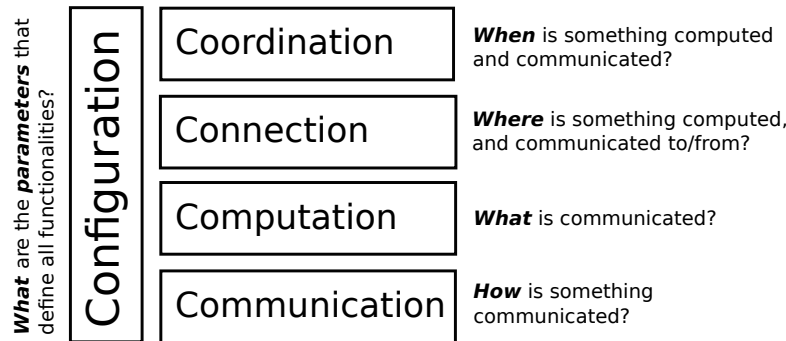 What are the parameters that
define all functionalities?
Configuration
Coordination
When is something computed
and communicated?
Connection
Where is something computed,
and communicated to/from?
Computation
What is communicated?
Communication
How is something
communicated?